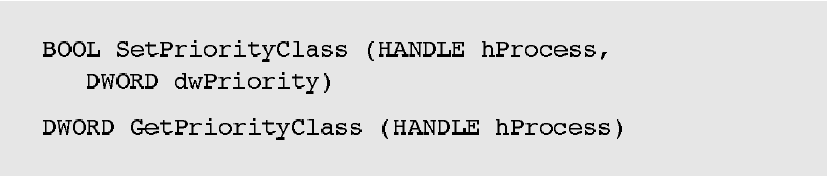 BOOL SetPriorityClass (HANDLE hProcess,
DWORD dwPriority)
DWORD GetPriorityClass (HANDLE hProcess)